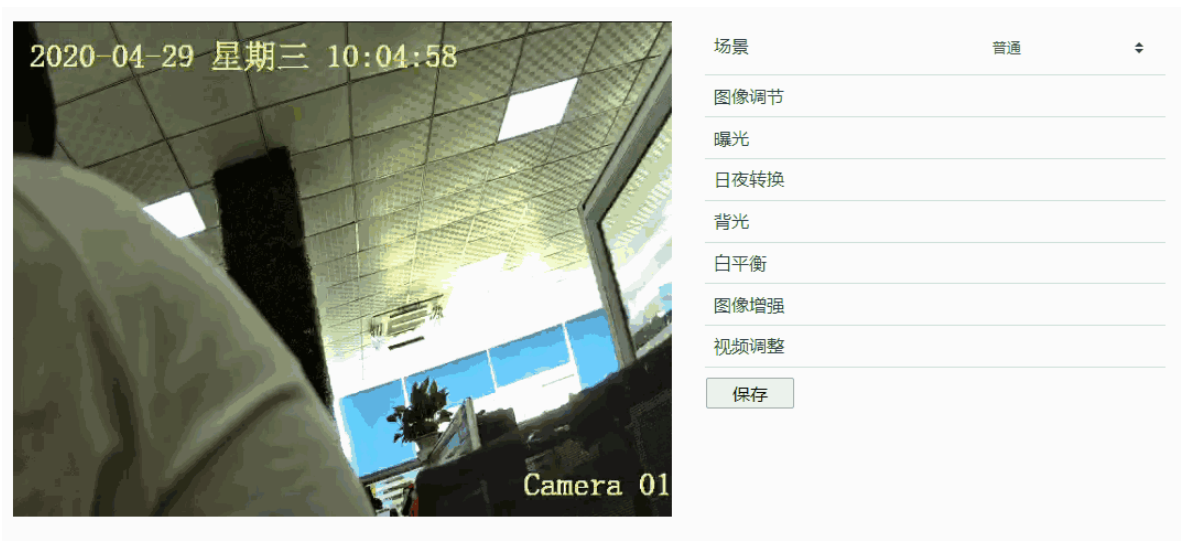 2020-04-29 星期三 10:04:58
Camera 01
场景 普通
图像调节
曝光
日夜转换
背光
白平衡
图像增强
视频调整
保存